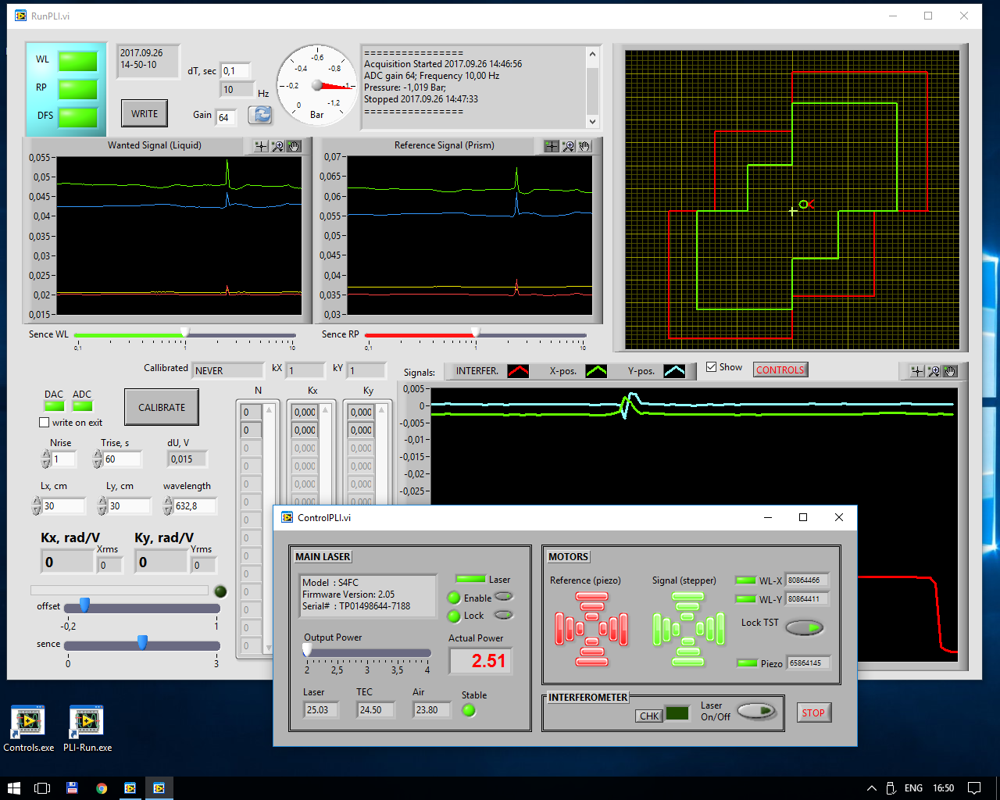 RunPLI.vi
WL
RP
DFS
2017.09.26
14-50-10
WRITE
dT, sec 0,1
10 Hz
Gain 64
-0,6
-0,4 -0,8
-0,2 -1
0 -1,2
Bar
================
Acquisition Started 2017.09.26 14:46:56
ADC gain 64; Frequency 10,00 Hz
Pressure: -1,019 Bar;
Stopped 2017.09.26 14:47:33
================
Wanted Signal (Liquid)
0,055
0,05
0,045
0,04
0,035
0,03
0,025
0,02
0,015
Reference Signal (Prism)
0,07
0,065
0,06
0,055
0,05
0,045
0,04
0,035
0,03
Sence WL
0,1 1 10
Sence RP
0,1 1 10
Callibrated NEVER kX 1 kY 1
DAC ADC
CALIBRATE
write on exit
Nrise Trise, s dU, V
1 60 0,015
Lx, cm Ly, cm wavelength
30 30 632,8
Kx, rad/V Ky, rad/V
Xrms Yrms
0 0 0 0
offset
-0,2 1
sence
0 3
N Kx Ky
0 0,000 0,000
0 0,000 0,000
0 0,000 0,000
0 0,000 0,000
0 0,000 0,000
0 0,000 0,000
0
0
0
0
0
0
0
0
Signals: INTERFER. X-pos. Y-pos. Show CONTROLS
0,005
0
-0,005
-0,01
-0,015
-0,02
-0,025
ControlPLI.vi
MAIN LASER
Model : S4FC
Firmware Version: 2.05
Serial# : TP01498644-7188
Laser
Enable
Lock
Output Power
2 2,5 3 3,5 4
Actual Power
2.51
Laser TEC Air Stable
25.03 24.50 23.80
MOTORS
Reference (piezo) Signal (stepper)
WL-X 80864466
WL-Y 80864411
Lock TST
Piezo 65864145
INTERFEROMETER
CHK
Laser
On/Off
STOP
Controls.exe PLI-Run.exe
ENG 16:50